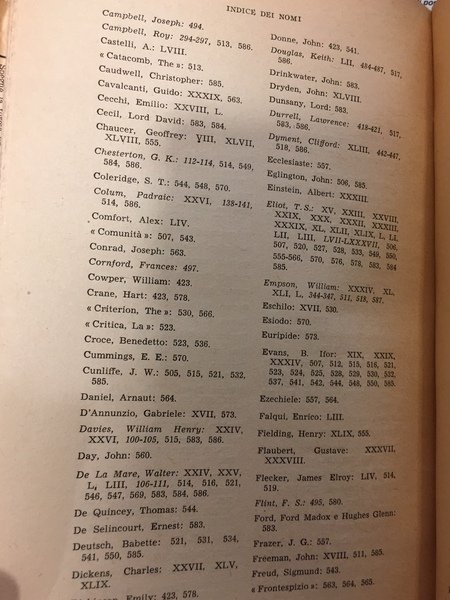 INDICE DEI NOMI
Campbell, Joseph: 494.
Campbell, Roy: 294-297, 513, 586.
Castelli, A.: LVIII.
« Catacomb, The »: 513.
Caudwell, Christopher: 585.
Cavalcanti, Guido: XXXIX, 563.
Cecchi, Emilio: XXVIII, L.
Cecil, Lord David: 583, 584.
Chaucer, Geoffrey: VIII, XLVII,
XLVIII, 555.
Chesterton, G. K.: 112-114, 514, 549,
584, 586.
Coleridge, S. T.: 544, 548, 570.
Colum, Padraic: XXVI, 138-141,
514, 586.
Comfort, Alex: LIV.
« Comunità »: 507, 543.
Conrad, Joseph: 563.
Cornford, Frances: 497.
Cowper, William: 423.
Crane, Hart: 423, 578.
« Criterion, The »: 530, 566.
« Critica, La »: 523.
Croce, Benedetto: 523, 536.
Cummings, E. E.: 570.
Cunliffe, J. W.: 505, 515, 521, 532,
585.
Daniel, Arnaut: 564.
D'Annunzio, Gabriele: XVII, 573.
Davies, William Henry: XXIV,
XXVI, 100-105, 515, 583, 586.
Day, John: 560.
De La Mare, Walter: XXIV, XXV,
L, LIII, 106-111, 514, 516, 521,
546, 547, 569, 583, 584, 586.
De Quincey, Thomas: 544.
De Selincourt, Ernest: 583.
Deutsch, Babette: 521, 531, 534,
541, 550, 585.
Dickens, Charles: XXVII, XLV,
XLIX.
Emily: 423, 578.
Donne, John: 423, 541.
Douglas, Keith: LII, 484-487, 517,
586.
Drinkwater, John: 583.
Dryden, John: XLVIII.
Dunsany, Lord: 583.
Durrell, Lawrence: 418-421, 517,
583, 586.
Dyment, Clifford: XLIII, 442-447,
518, 586.
Ecclesiaste: 557.
Eglington, John: 506, 585.
Einstein, Albert: XXXIII.
Eliot, T. S.: XV, XXIII, XXVIII,
XXIX, XXX, XXXII, XXXIII,
XXXIX, XL, XLII, XLIX, L, LI,
LII, LIII, LVII-LXXXVII, 506,
507, 520, 527, 528, 533, 549, 550,
555-566, 570, 576, 578, 583, 584
585.
Empson, William: XXXIV, XL,
XLI, L, 344-347, 511, 518, 587.
Eschilo: XVII, 530.
Esiodo: 570.
Euripide: 573.
Evans, B. Ifor: XIX, XXIX,
XXXIV, 507, 512, 515, 516, 521,
523, 524, 525, 528, 529, 530, 532,
537, 541, 542, 544, 548, 550, 585.
Ezechiele: 557, 564.
Falqui, Enrico: LIII.
Fielding, Henry: XLIX, 555.
Flaubert, Gustave: XXXVII,
XXXVIII.
Flecker, James Elroy: LIV, 514,
519.
Flint, F. S.: 495, 580.
Ford, Ford Madox e Hughes Glenn:
583.
Frazer, J. G.: 557.
Freeman, John: XVIII, 511, 585.
Freud, Sigmund: 543.
« Frontespizio »: 563, 564, 565.